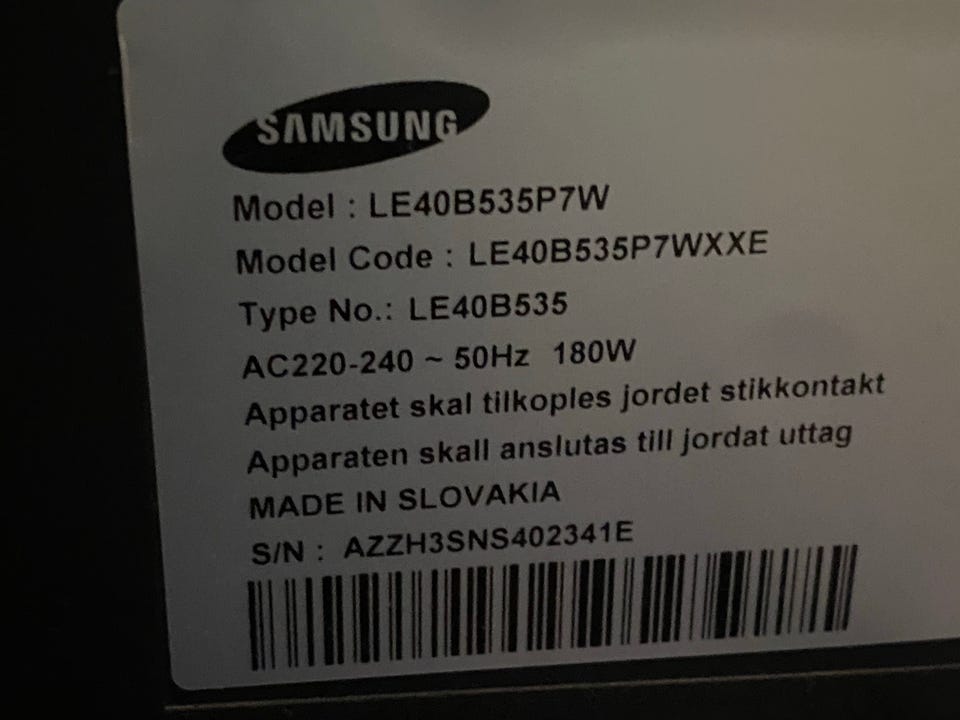 SAMSUNG
Model : LE40B535P7W
Model Code : LE40B535P7WXXE
Type No.: LE40B535
AC220-240 ~ 50Hz 180W
Apparatet skal tilkoples jordet stikkontakt
Apparaten skall anslutas till jordat uttag
MADE IN SLOVAKIA
S/N : AZZH3SNS402341E